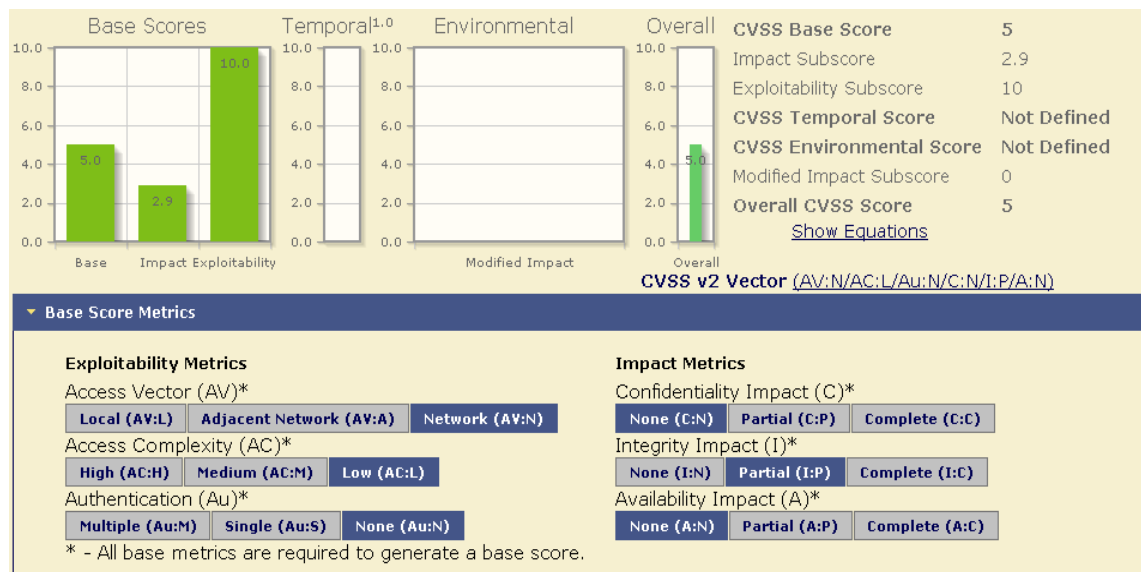 Base Scores
Temporal1.0
Environmental
Overall
10.0
8.0
6.0
4.0
2.0
0.0
5.0
2.9
10.0
Base
Impact
Exploitability
10.0
8.0
6.0
4.0
2.0
0.0
10.0
8.0
6.0
4.0
2.0
0.0
Modified Impact
10.0
8.0
6.0
4.0
2.0
0.0
5.0
Overall
CVSS Base Score 5
Impact Subscore 2.9
Exploitability Subscore 10
CVSS Temporal Score Not Defined
CVSS Environmental Score Not Defined
Modified Impact Subscore 0
Overall CVSS Score 5
Show Equations
CVSS v2 Vector (AV:N/AC:L/Au:N/C:N/I:P/A:N)
Base Score Metrics
Exploitability Metrics
Access Vector (AV)*
Local (AV:L) Adjacent Network (AV:A) Network (AV:N)
Access Complexity (AC)*
High (AC:H) Medium (AC:M) Low (AC:L)
Authentication (Au)*
Multiple (Au:M) Single (Au:S) None (Au:N)
* - All base metrics are required to generate a base score.
Impact Metrics
Confidentiality Impact (C)*
None (C:N) Partial (C:P) Complete (C:C)
Integrity Impact (I)*
None (I:N) Partial (I:P) Complete (I:C)
Availability Impact (A)*
None (A:N) Partial (A:P) Complete (A:C)